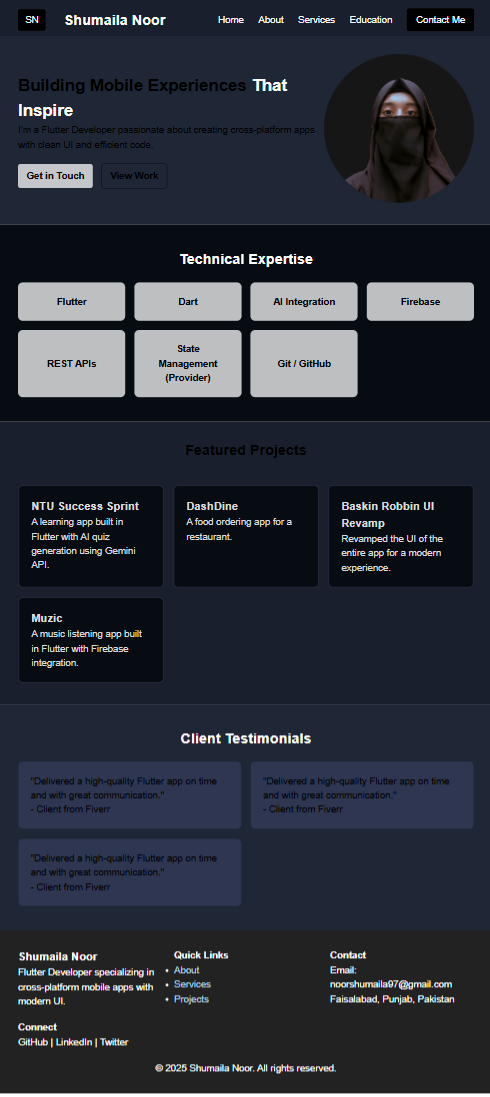 SN Shumaila Noor Home About Services Education Contact Me
Building Mobile Experiences That
Inspire
I'm a Flutter Developer passionate about creating cross-platform apps
with clean UI and efficient code.
Get in Touch View Work
Technical Expertise
Flutter Dart AI Integration Firebase
REST APIs
State
Management
(Provider)
Git / GitHub
Featured Projects
NTU Success Sprint
A learning app built in
Flutter with AI quiz
generation using Gemini
API.
DashDine
A food ordering app for a
restaurant.
Baskin Robbin UI
Revamp
Revamped the UI of the
entire app for a modern
experience.
Muzic
A music listening app built
in Flutter with Firebase
integration.
Client Testimonials
"Delivered a high-quality Flutter app on time
and with great communication."
- Client from Fiverr
"Delivered a high-quality Flutter app on time
and with great communication."
- Client from Fiverr
"Delivered a high-quality Flutter app on time
and with great communication."
- Client from Fiverr
Shumaila Noor
Flutter Developer specializing in
cross-platform mobile apps with
modern UI.
Quick Links
• About
• Services
• Projects
Contact
Email:
noorshumaila97@gmail.com
Faisalabad, Punjab, Pakistan
Connect
GitHub | LinkedIn | Twitter
© 2025 Shumaila Noor. All rights reserved.